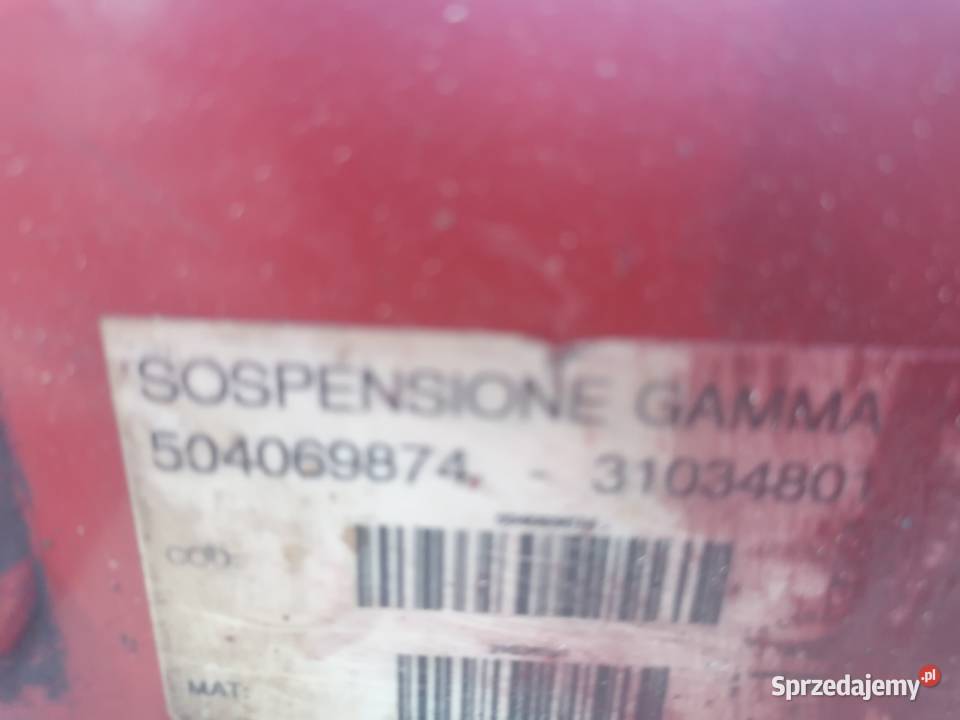 SOSPENSIONE GAMMA
504069874. - 31034801
COD:
MAT:
Sprzedajemy.pl